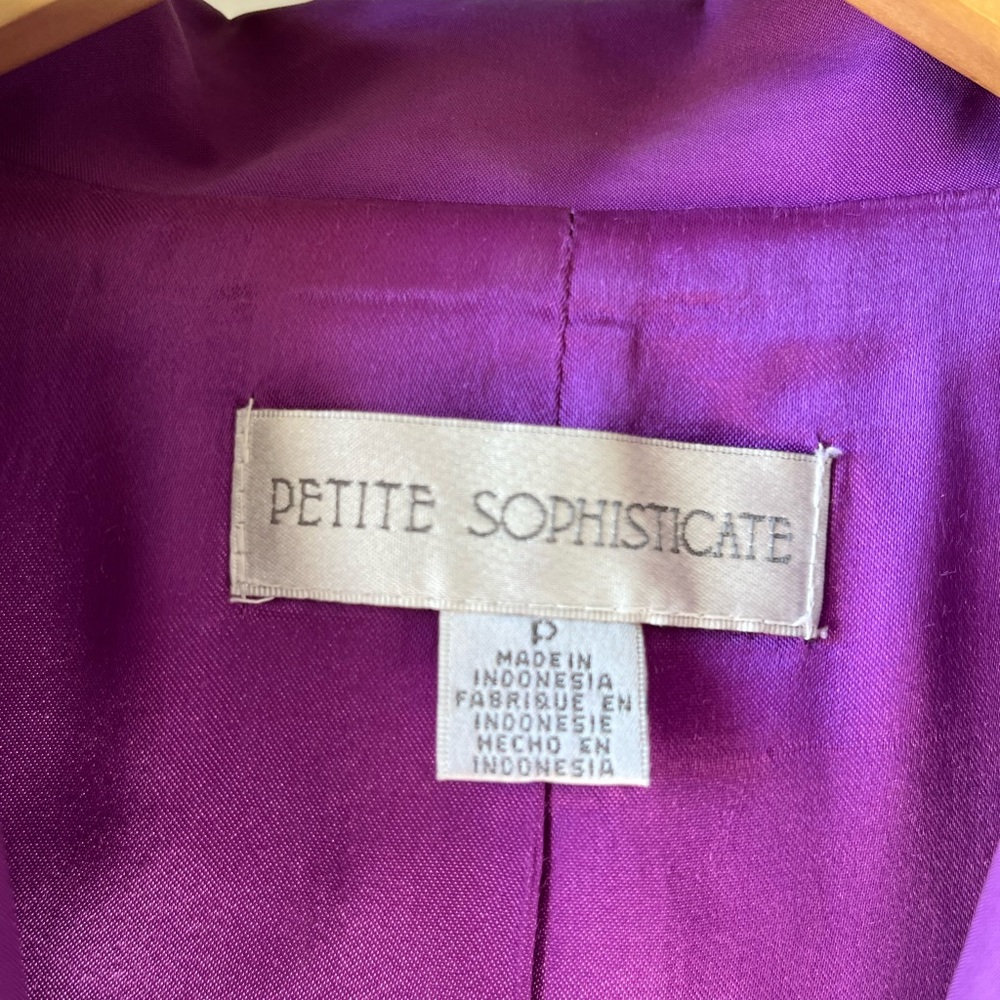 PETITE SOPHISTICATE
P
MADE IN
INDONESIA
FABRIQUE EN
INDONESIE
HECHO EN
INDONESIA